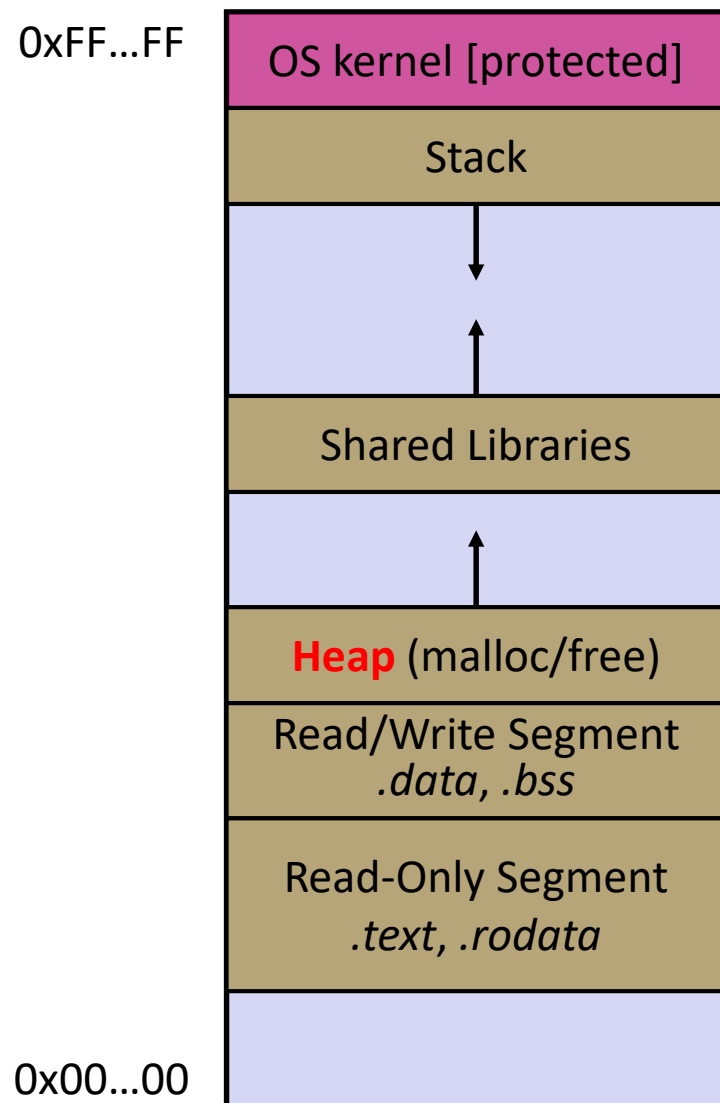 0xFF…FF
OS kernel [protected]
Stack
Shared Libraries
Heap (malloc/free)
Read/Write Segment
.data, .bss
Read-Only Segment
.text, .rodata
0x00…00